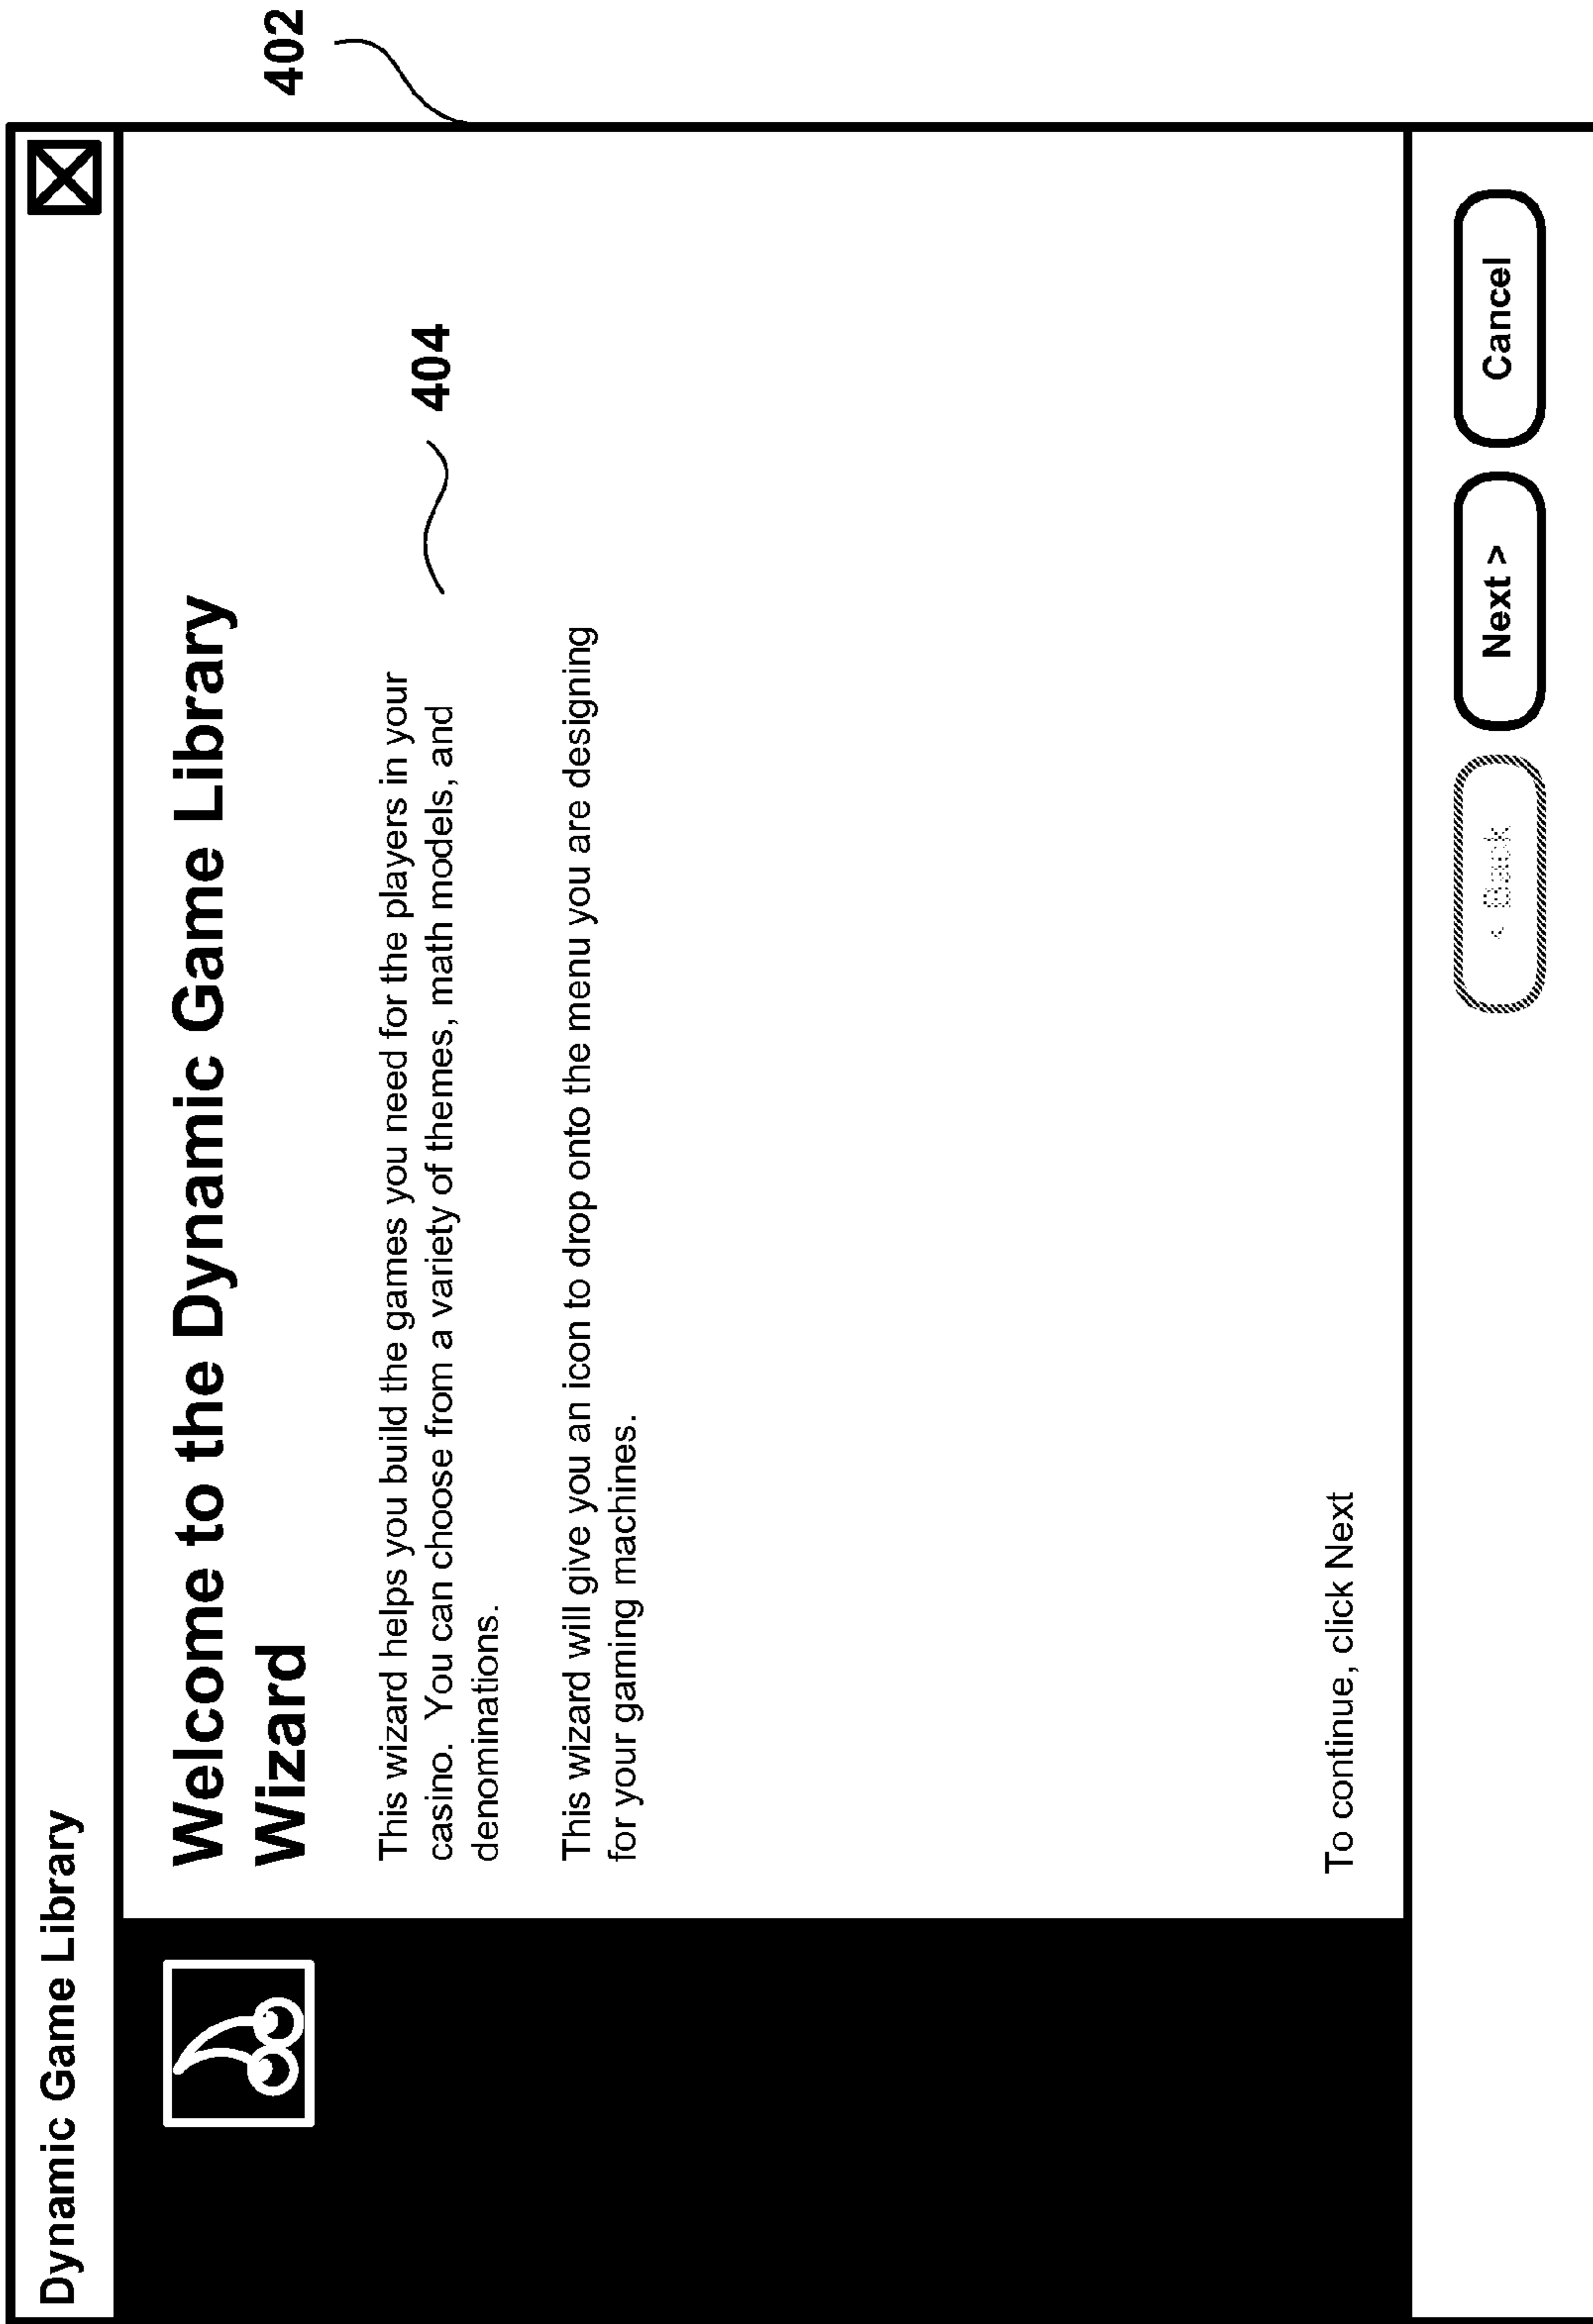 402
Dynamic Game Library
Welcome to the Dynamic Game Library
Wizard
This wizard helps you build the games you need for the players in your
casino. You can choose from a variety of themes, math models, and
denominations.
404
This wizard will give you an icon to drop onto the menu you are designing
for your gaming machines.
To continue, click Next
< Back
Next >
Cancel